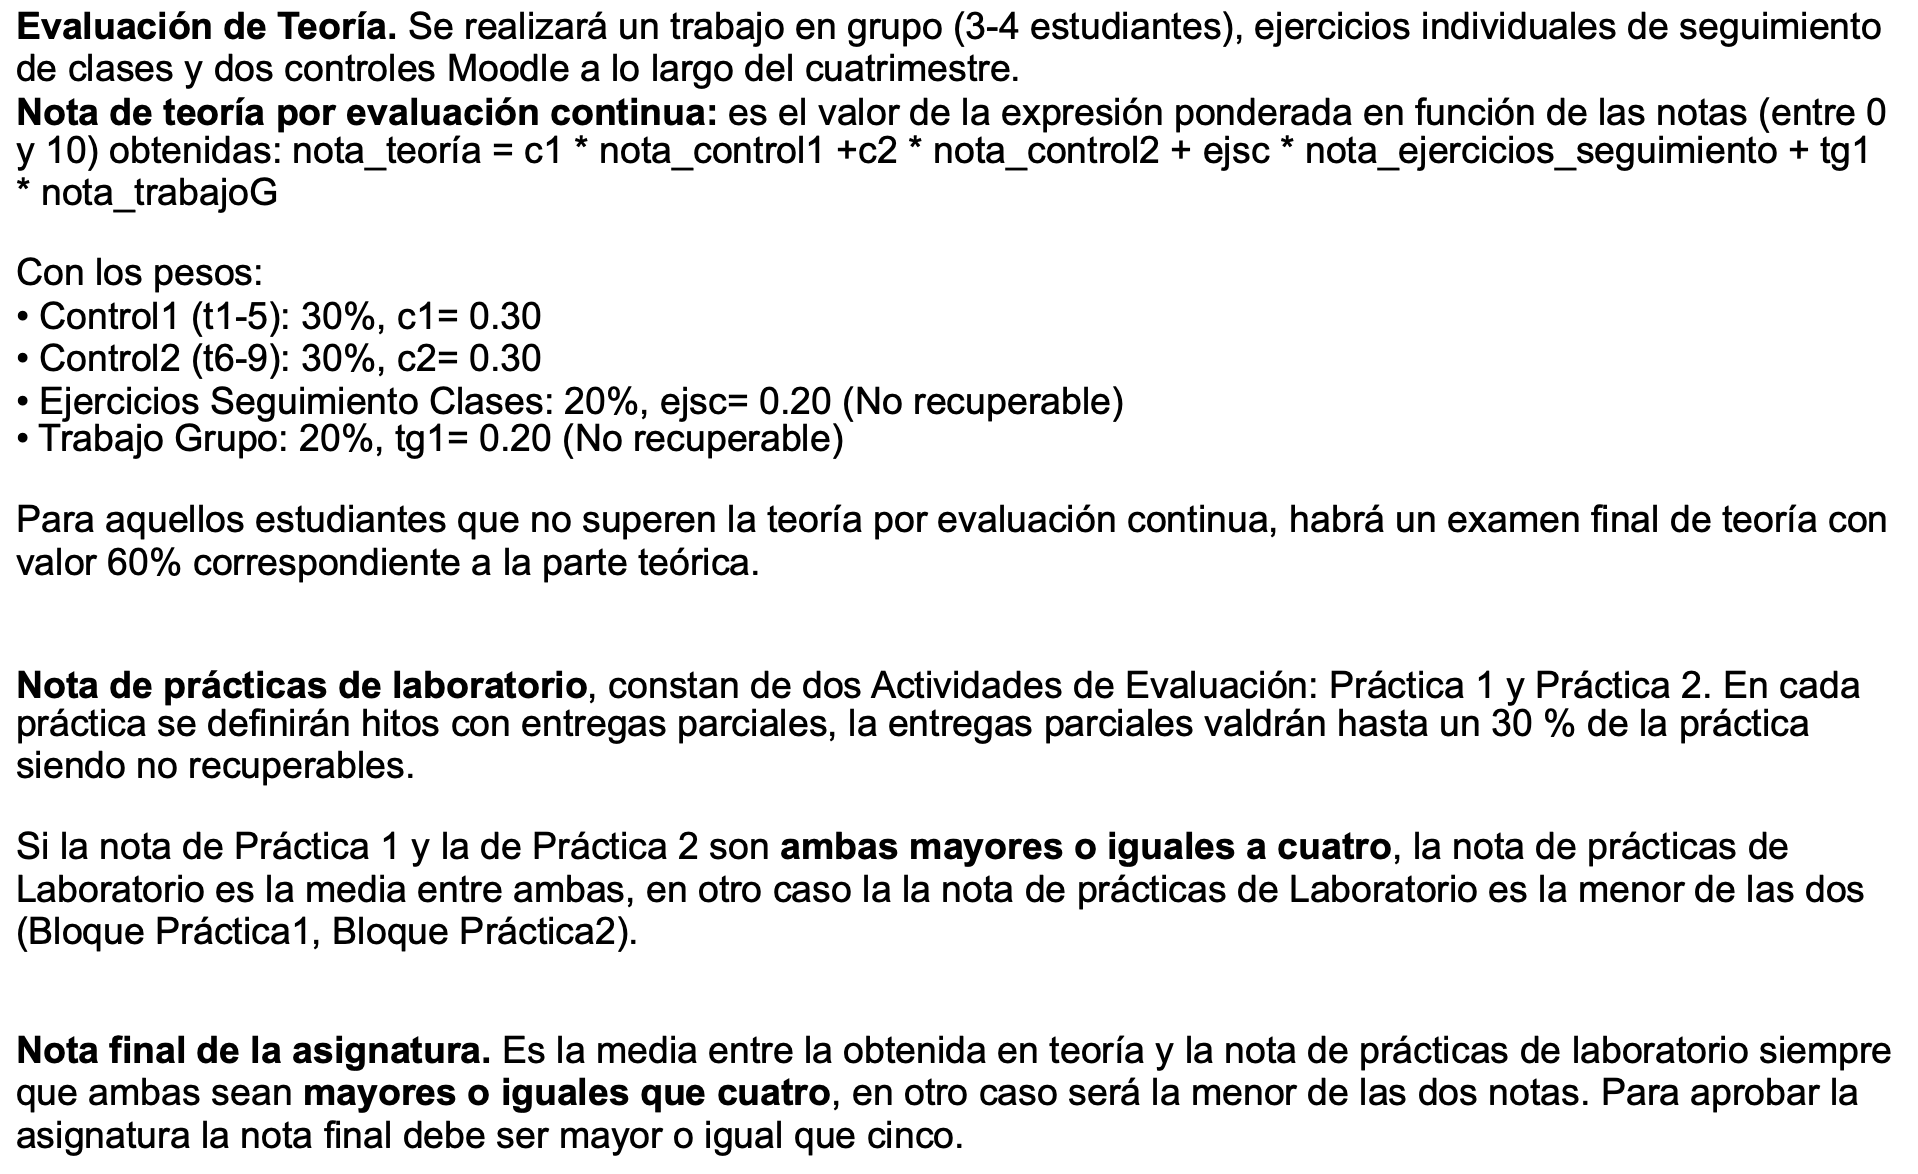 Evaluación de Teoría. Se realizará un trabajo en grupo (3-4 estudiantes), ejercicios individuales de seguimiento
de clases y dos controles Moodle a lo largo del cuatrimestre.
Nota de teoría por evaluación continua: es el valor de la expresión ponderada en función de las notas (entre 0
y 10) obtenidas: nota_teoría = c1 * nota_control1 +c2 * nota_control2 + ejsc * nota_ejercicios_seguimiento + tg1
* nota_trabajoG
Con los pesos:
• Control1 (t1-5): 30%, c1= 0.30
• Control2 (t6-9): 30%, c2= 0.30
• Ejercicios Seguimiento Clases: 20%, ejsc= 0.20 (No recuperable)
• Trabajo Grupo: 20%, tg1= 0.20 (No recuperable)
Para aquellos estudiantes que no superen la teoría por evaluación continua, habrá un examen final de teoría con
valor 60% correspondiente a la parte teórica.
Nota de prácticas de laboratorio, constan de dos Actividades de Evaluación: Práctica 1 y Práctica 2. En cada
práctica se definirán hitos con entregas parciales, la entregas parciales valdrán hasta un 30 % de la práctica
siendo no recuperables.
Si la nota de Práctica 1 y la de Práctica 2 son ambas mayores o iguales a cuatro, la nota de prácticas de
Laboratorio es la media entre ambas, en otro caso la la nota de prácticas de Laboratorio es la menor de las dos
(Bloque Práctica1, Bloque Práctica2).
Nota final de la asignatura. Es la media entre la obtenida en teoría y la nota de prácticas de laboratorio siempre
que ambas sean mayores o iguales que cuatro, en otro caso será la menor de las dos notas. Para aprobar la
asignatura la nota final debe ser mayor o igual que cinco.